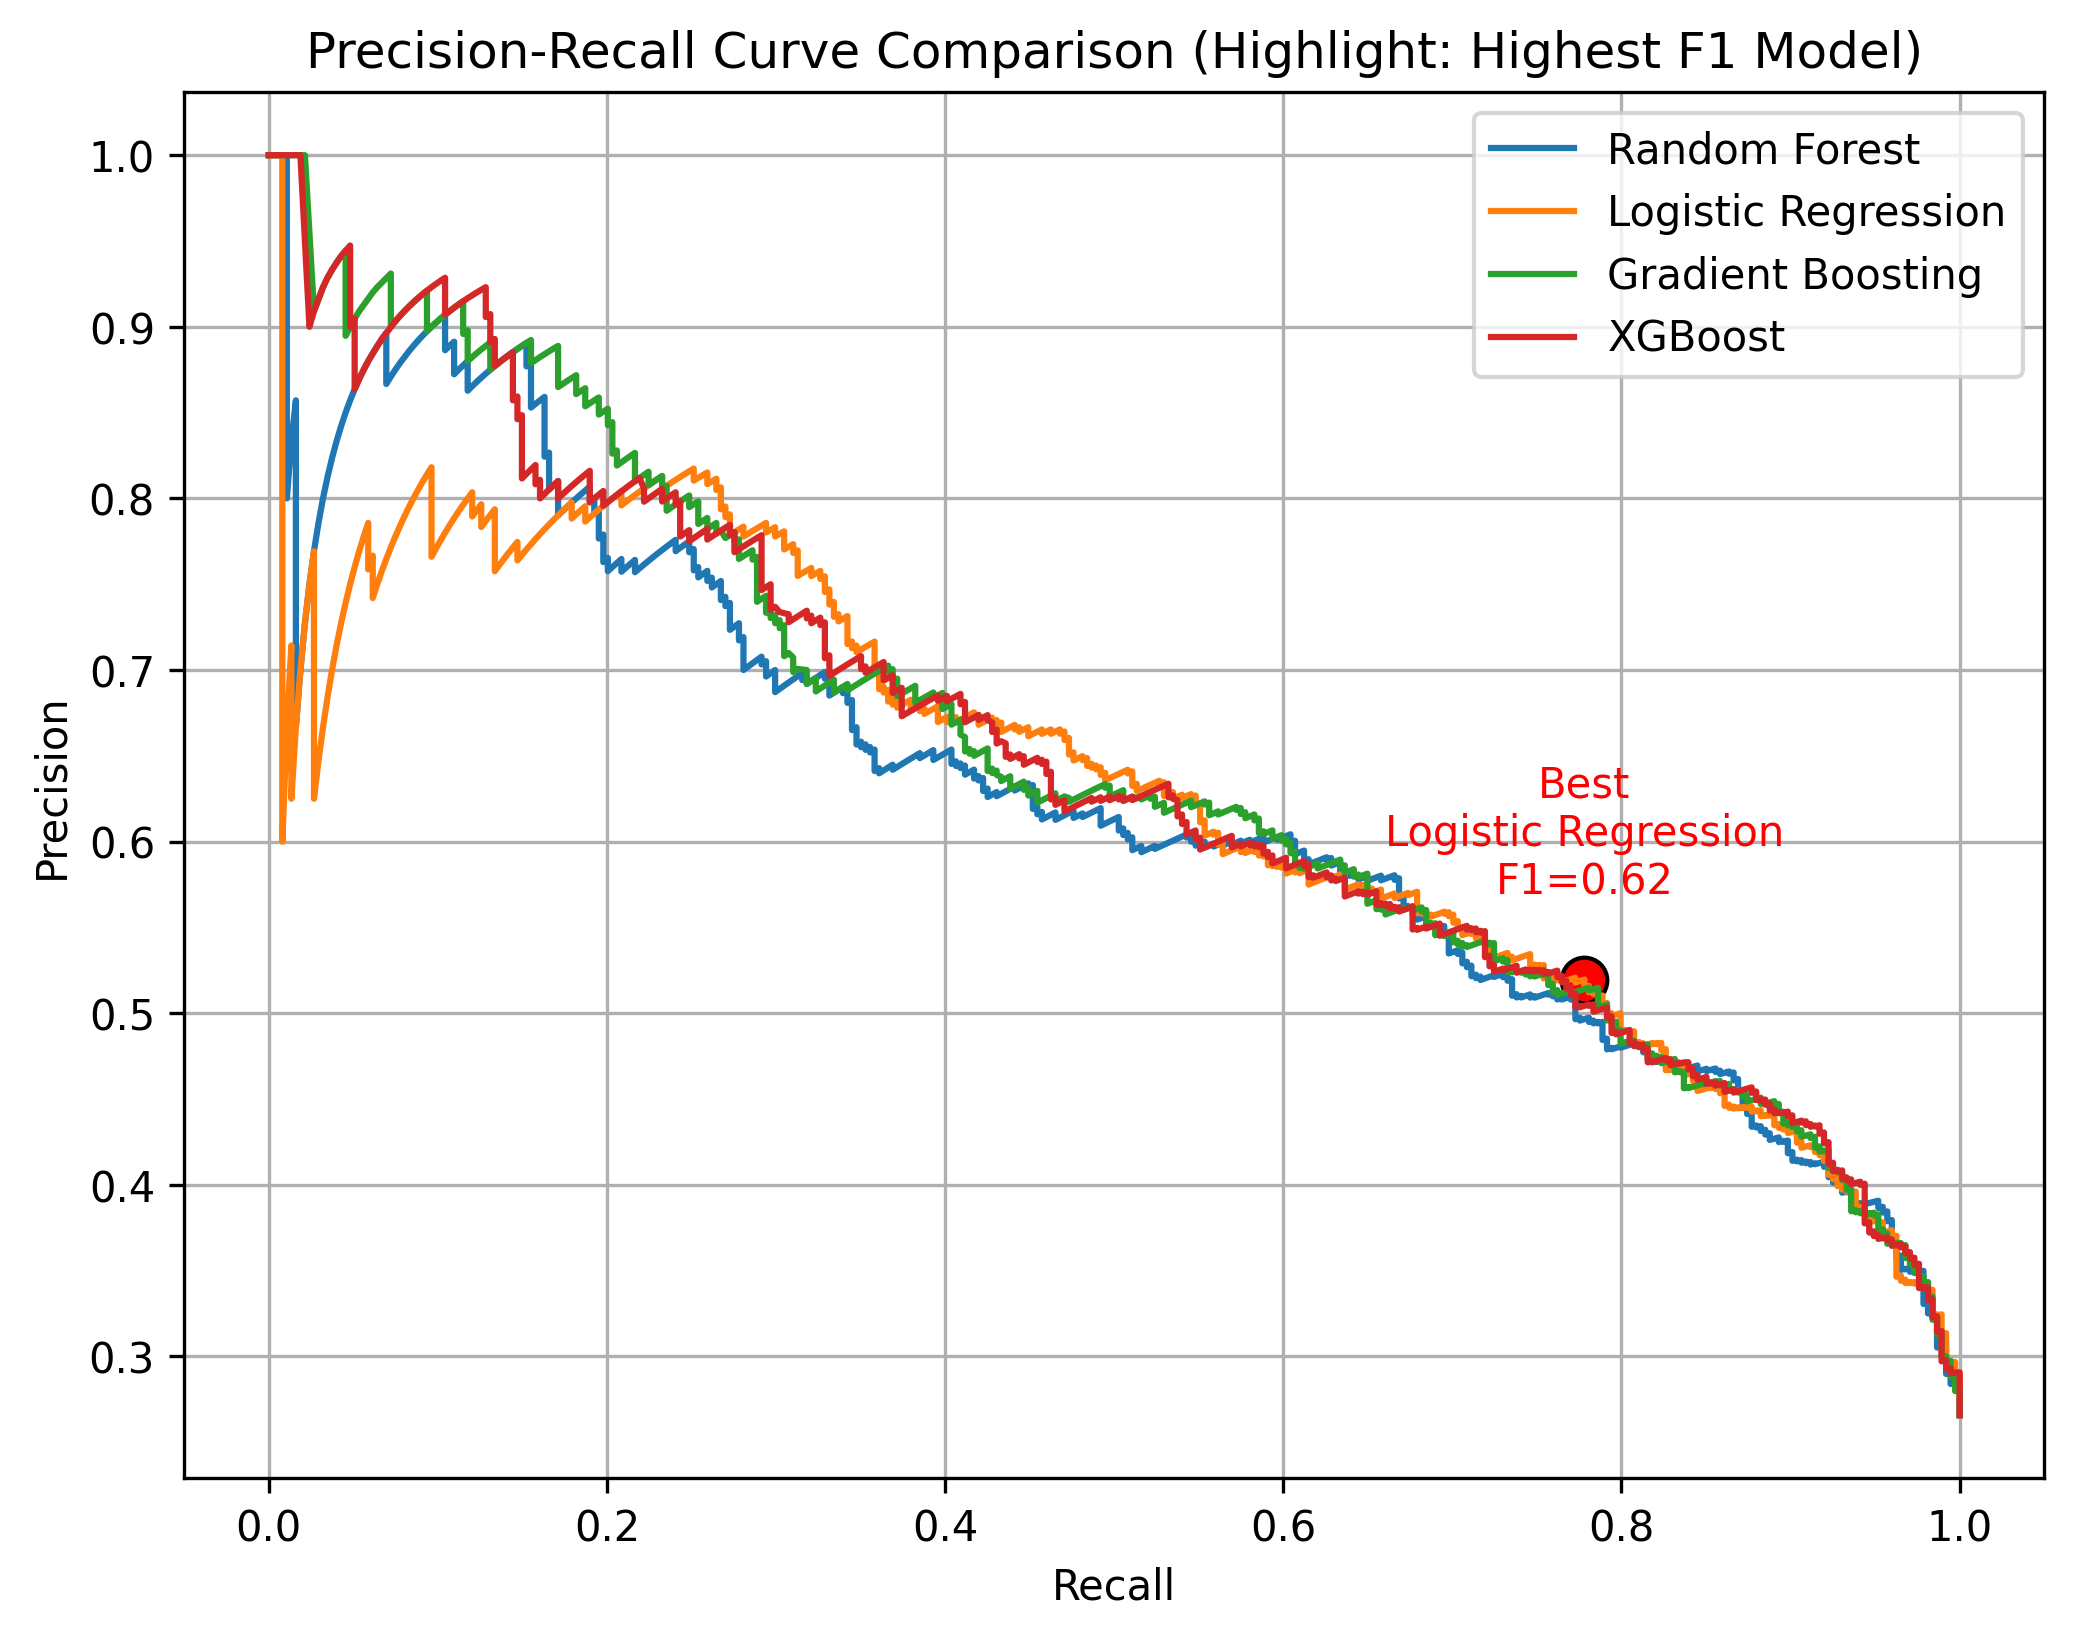 Precision-Recall Curve Comparison (Highlight: Highest F1 Model)
Random Forest
Logistic Regression
Gradient Boosting
XGBoost
1.0
0.9
0.8
0.7
0.6
0.5
0.4
0.3
Precision
Best
Logistic Regression
F1=0.62
0.0
0.2
0.4
0.6
0.8
1.0
Recall